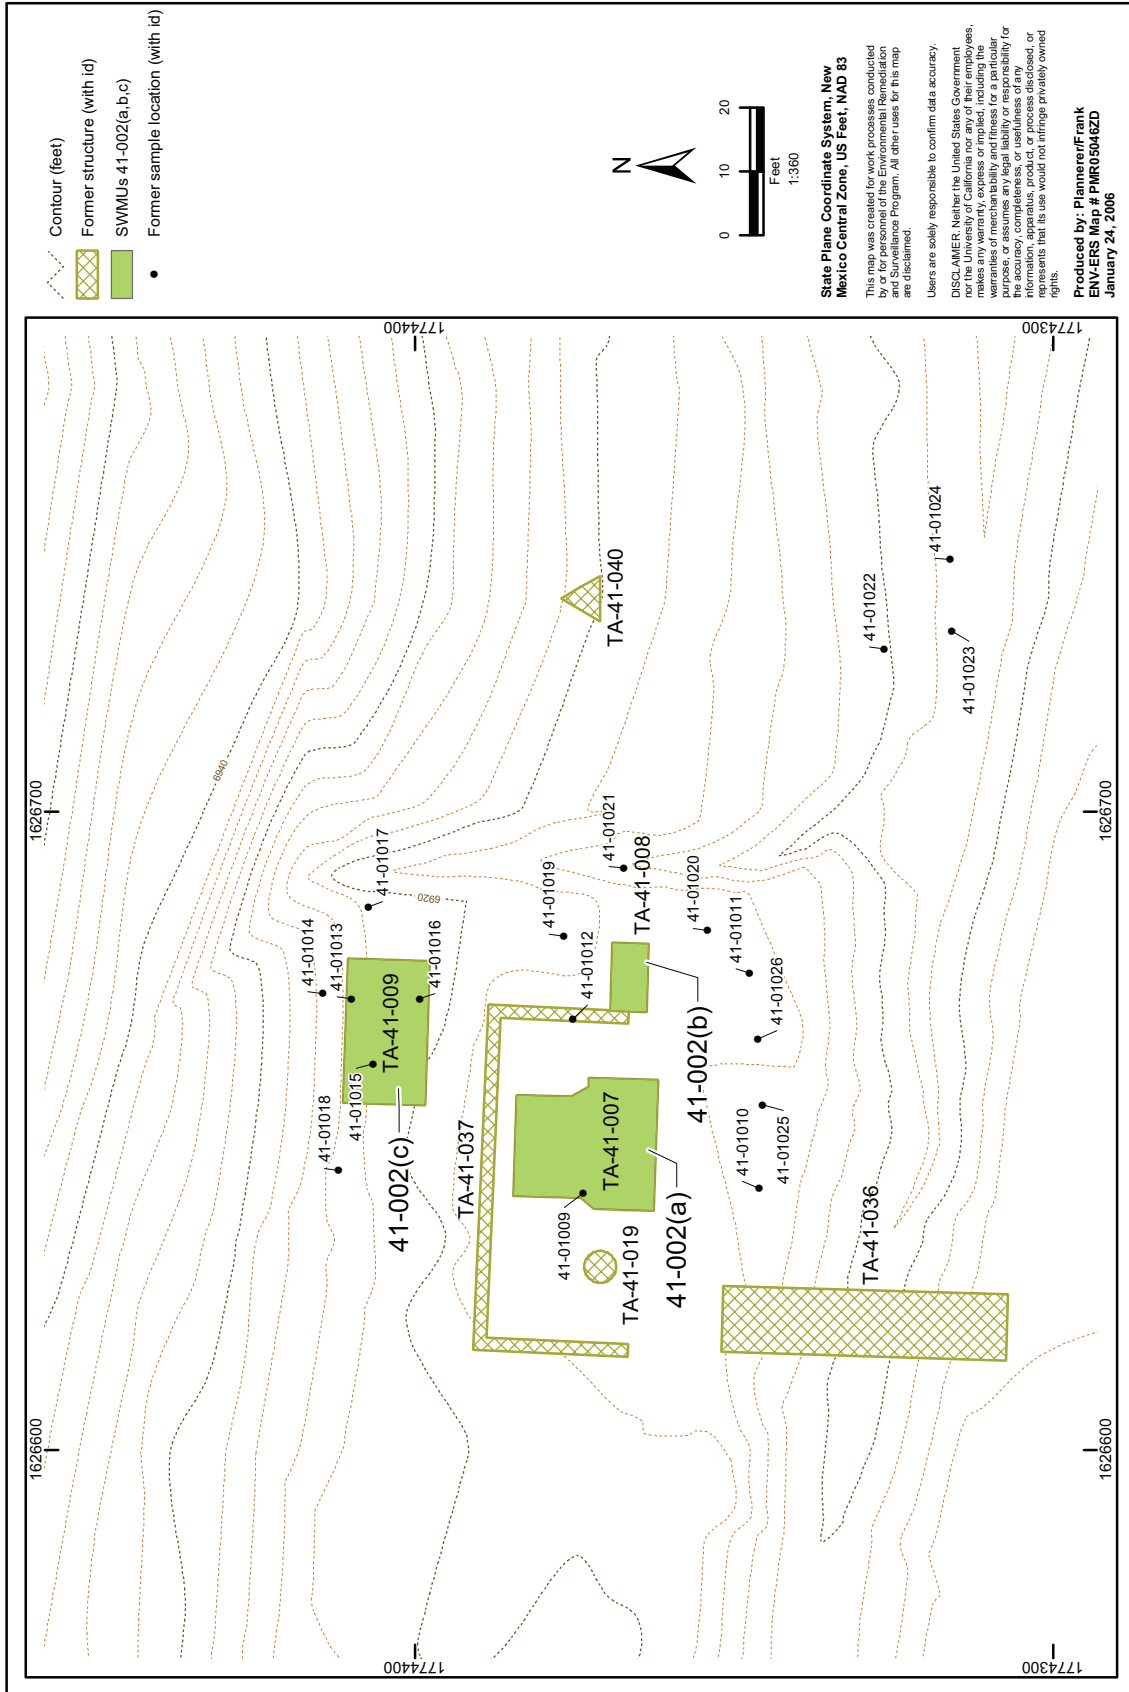 Contour (feet)
Former structure (with id)
SWMUs 41-002(a,b,c)
Former sample location (with id)
N
0
10
20
Feet
1:360
State Plane Coordinate System, New
Mexico Central Zone, US Feet, NAD 83
This map was created for work processes conducted
by or for personnel of the Environmental Remediation
and Surveillance Program. All other uses for this map
are disclaimed.
Users are solely responsible to confirm data accuracy.
DISCLAIMER. Neither the United States Government
nor the University of California nor any of their employees,
makes any warranty, express or implied, including the
warranties of merchantability and fitness for a particular
purpose, or assumes any legal liability or responsibility for
the accuracy, completeness, or usefulness of any
information, apparatus, product, or process disclosed, or
represents that its use would not infringe privately owned
rights.
Produced by: Plannerer/Frank
ENV-ERS Map # PMR05046ZD
January 24, 2006
1626600
1626700
1774400
1774400
1774300
1774300
1626600
1626700
6940
6920
41-01014
41-01013
41-01017
41-01018
41-01015
TA-41-009
41-01016
41-002(c)
TA-41-037
41-01019
41-01012
41-01021
TA-41-008
TA-41-040
41-01009
TA-41-007
TA-41-019
41-002(a)
41-002(b)
41-01020
41-01011
41-01026
41-01010
41-01025
TA-41-036
41-01022
41-01024
41-01023